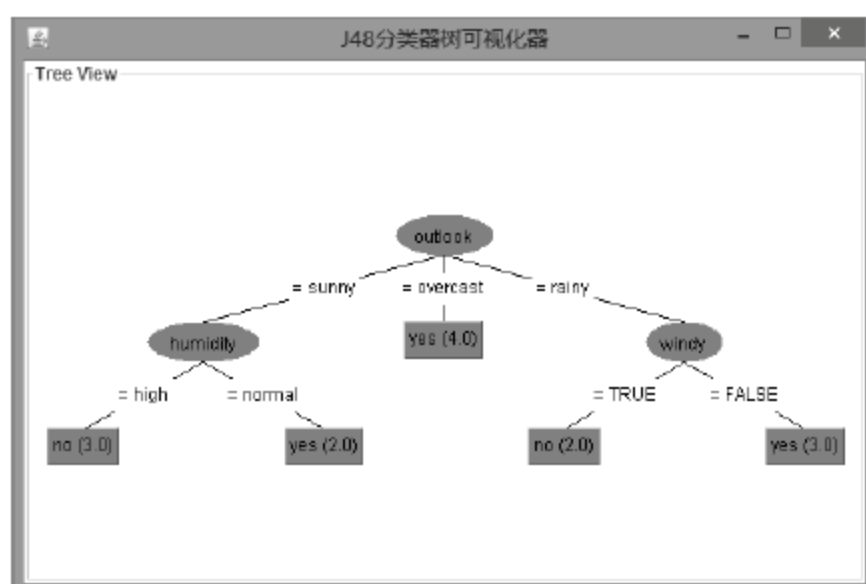 J48分类器树可视化器
Tree View
outlook
= sunny = overcast = rainy
humidily yes (4.0) windy
= high = normal = TRUE = FALSE
no (3.0) yes (2.0) no (2.0) yes (3.0)